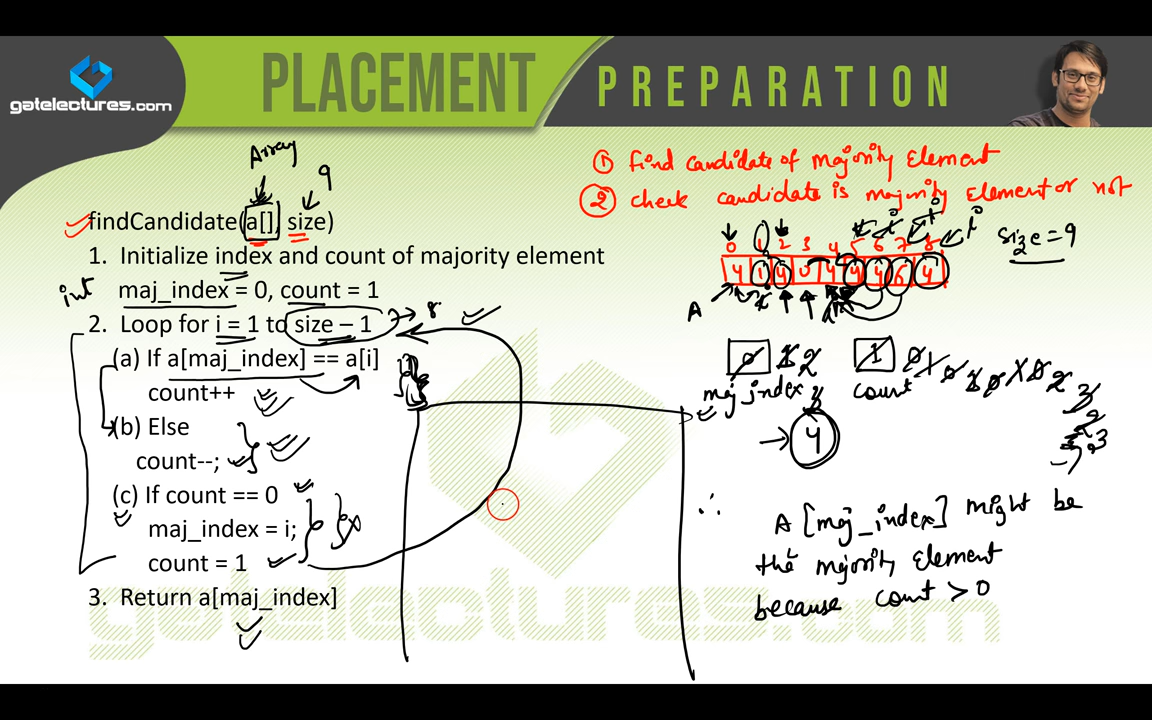 PLACEMENT PREPARATION
gatelectures.com
Array
9
findCandidate(a[], size)
1. Initialize index and count of majority element
int maj_index = 0, count = 1
2. Loop for i = 1 to size – 1 → 8
(a) If a[maj_index] == a[i]
count++
(b) Else
count--;
(c) If count == 0
maj_index = i;
count = 1
3. Return a[maj_index]
① Find candidate of majority Element
② check candidate is majority Element or not
0 1 2 3 4 5 6 7 8
size = 9
4 1 4 4 4 4 6 4
A
maj index
count
4
∴ A [maj_index] might be
the majority element
because count > 0
gatelectures.com